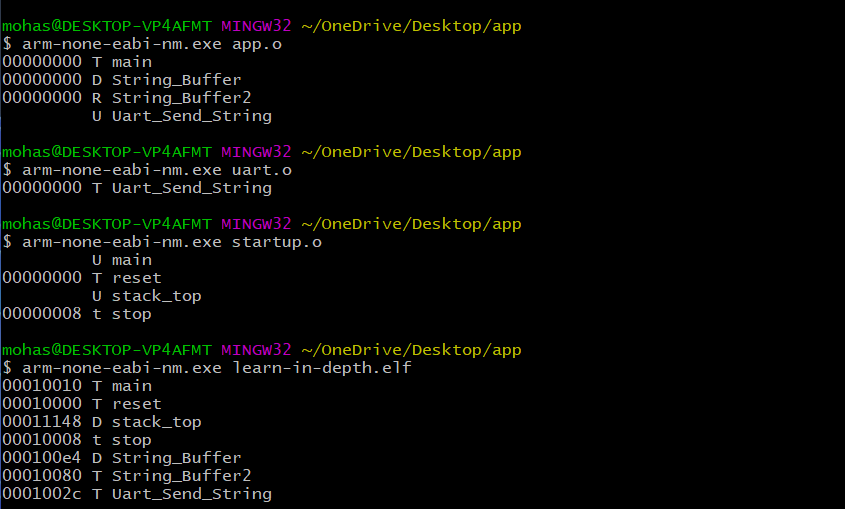 mohas@DESKTOP-VP4AFMT MINGW32 ~/OneDrive/Desktop/app
$ arm-none-eabi-nm.exe app.o
00000000 T main
00000000 D String_Buffer
00000000 R String_Buffer2
         U Uart_Send_String
mohas@DESKTOP-VP4AFMT MINGW32 ~/OneDrive/Desktop/app
$ arm-none-eabi-nm.exe uart.o
00000000 T Uart_Send_String
mohas@DESKTOP-VP4AFMT MINGW32 ~/OneDrive/Desktop/app
$ arm-none-eabi-nm.exe startup.o
         U main
00000000 T reset
         U stack_top
00000008 t stop
mohas@DESKTOP-VP4AFMT MINGW32 ~/OneDrive/Desktop/app
$ arm-none-eabi-nm.exe learn-in-depth.elf
00010010 T main
00010000 T reset
00011148 D stack_top
00010008 t stop
000100e4 D String_Buffer
00010080 T String_Buffer2
0001002c T Uart_Send_String